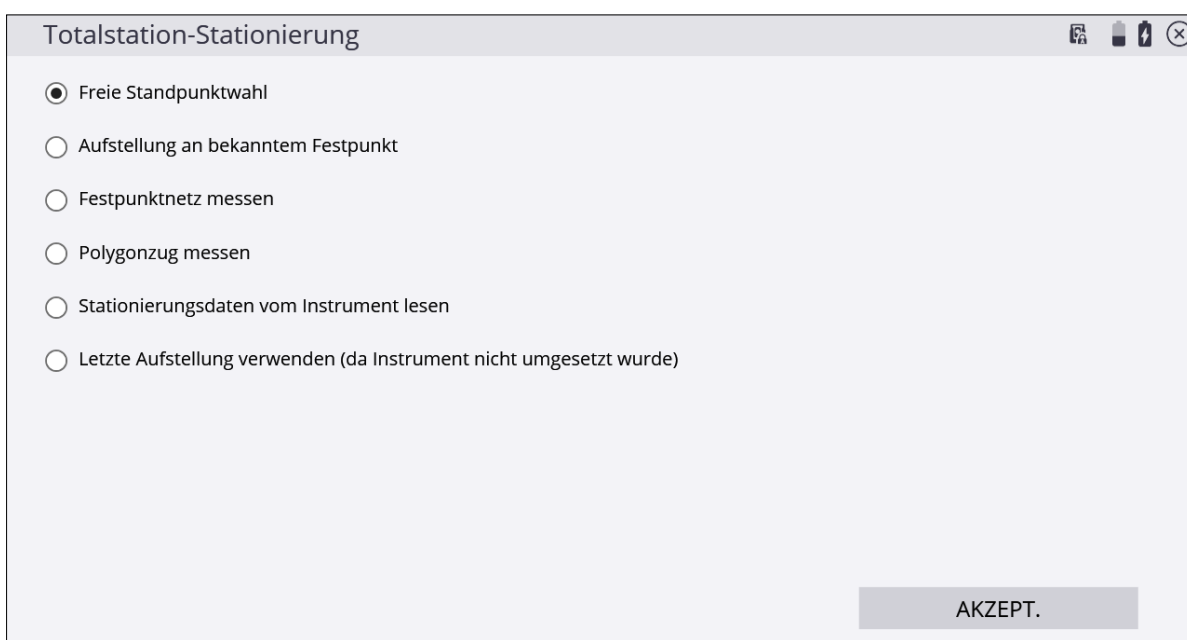 Totalstation-Stationierung
Freie Standpunktwahl
Aufstellung an bekanntem Festpunkt
Festpunktnetz messen
Polygonzug messen
Stationierungsdaten vom Instrument lesen
Letzte Aufstellung verwenden (da Instrument nicht umgesetzt wurde)
AKZEPT.